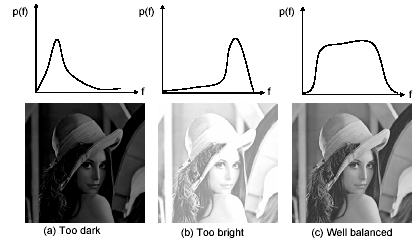 p(f)
f
p(f)
f
p(f)
f
(a) Too dark
(b) Too bright
(c) Well balanced